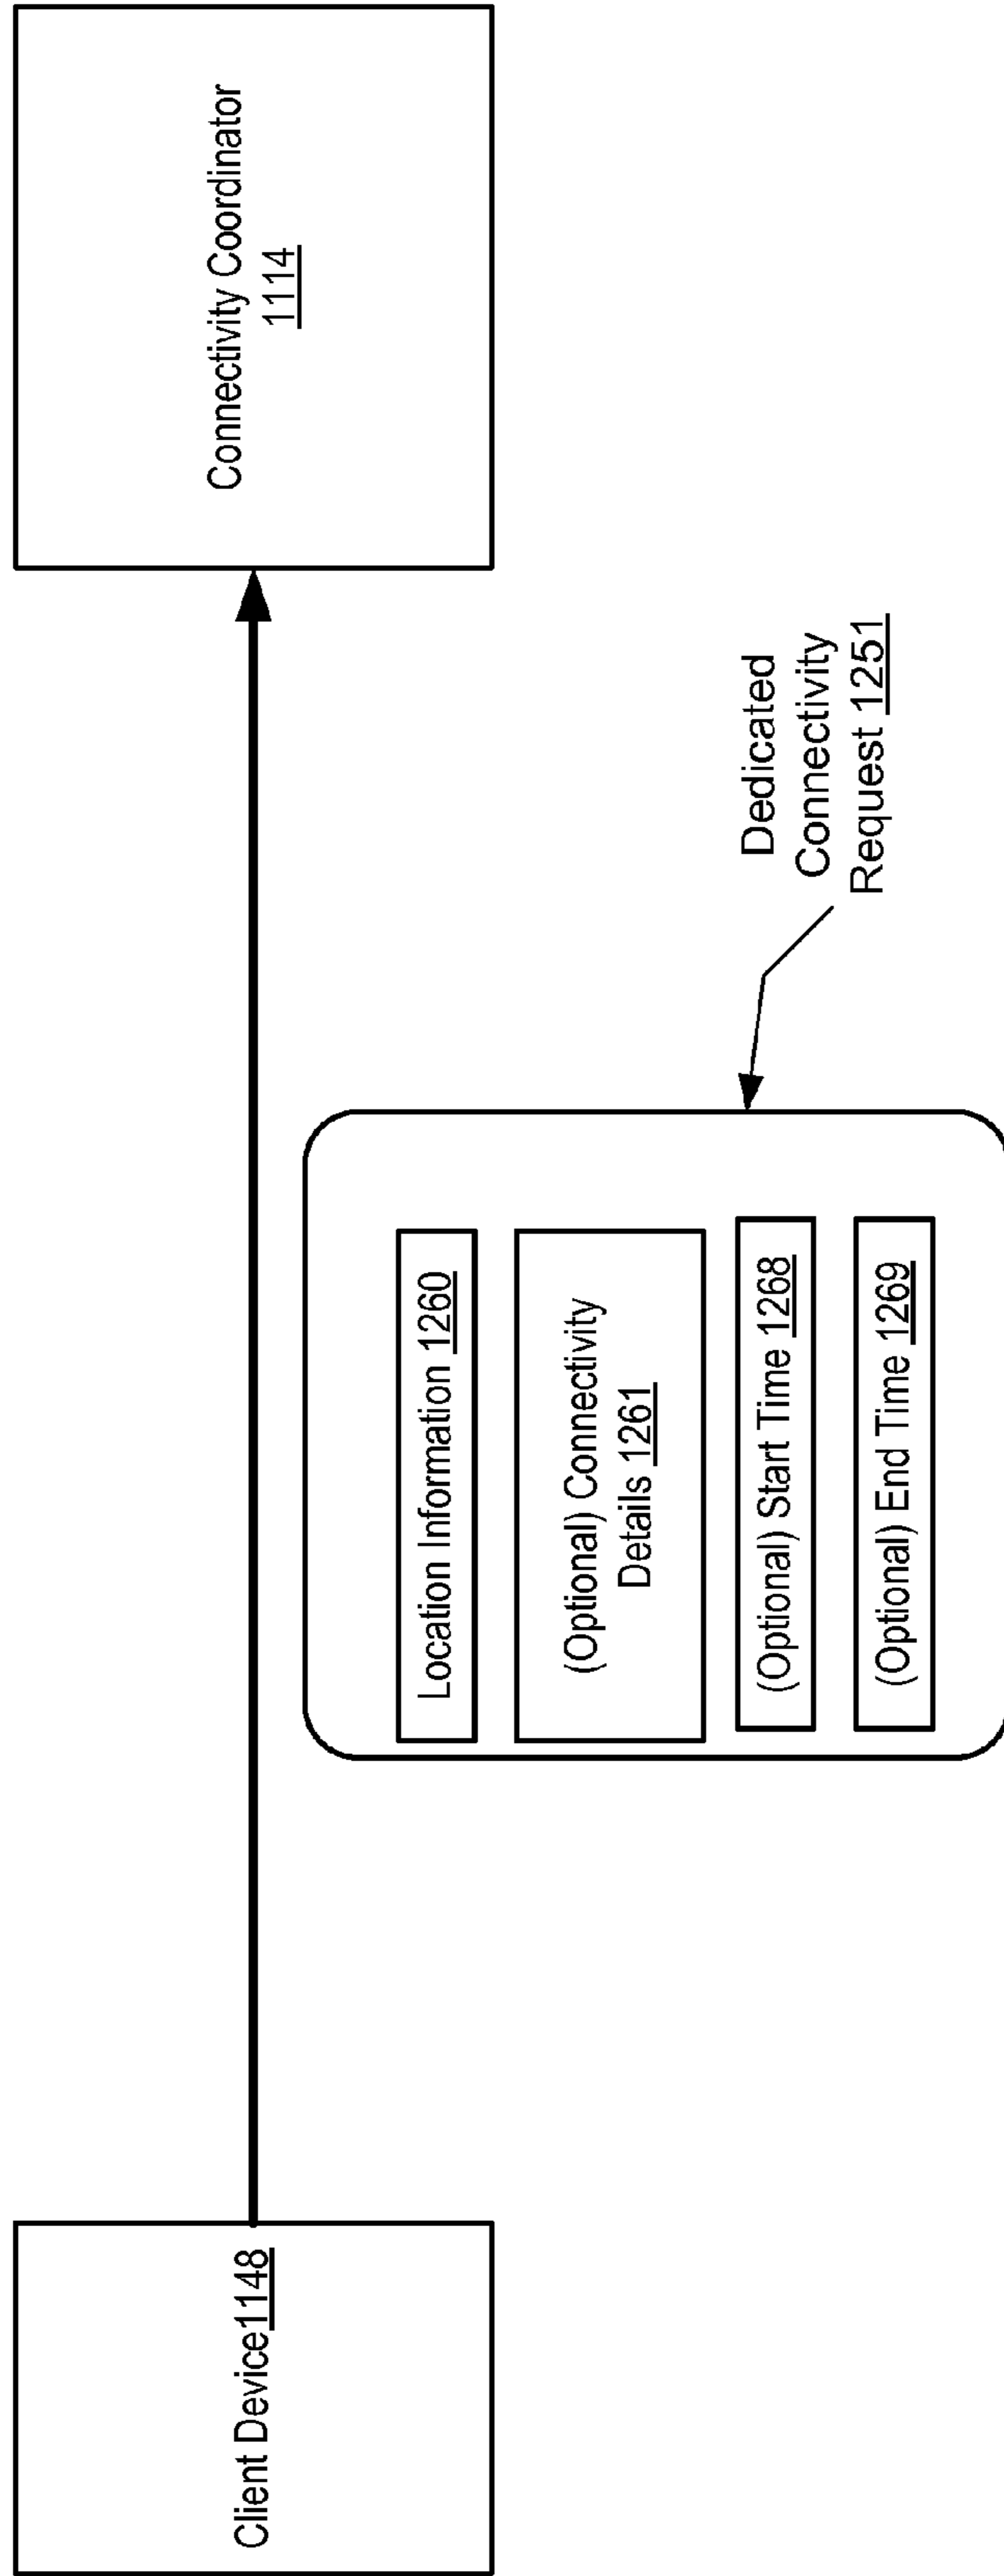 Client Device1148
Connectivity Coordinator
1114
Location Information 1260
(Optional) Connectivity
Details 1261
(Optional) Start Time 1268
(Optional) End Time 1269
Dedicated
Connectivity
Request 1251